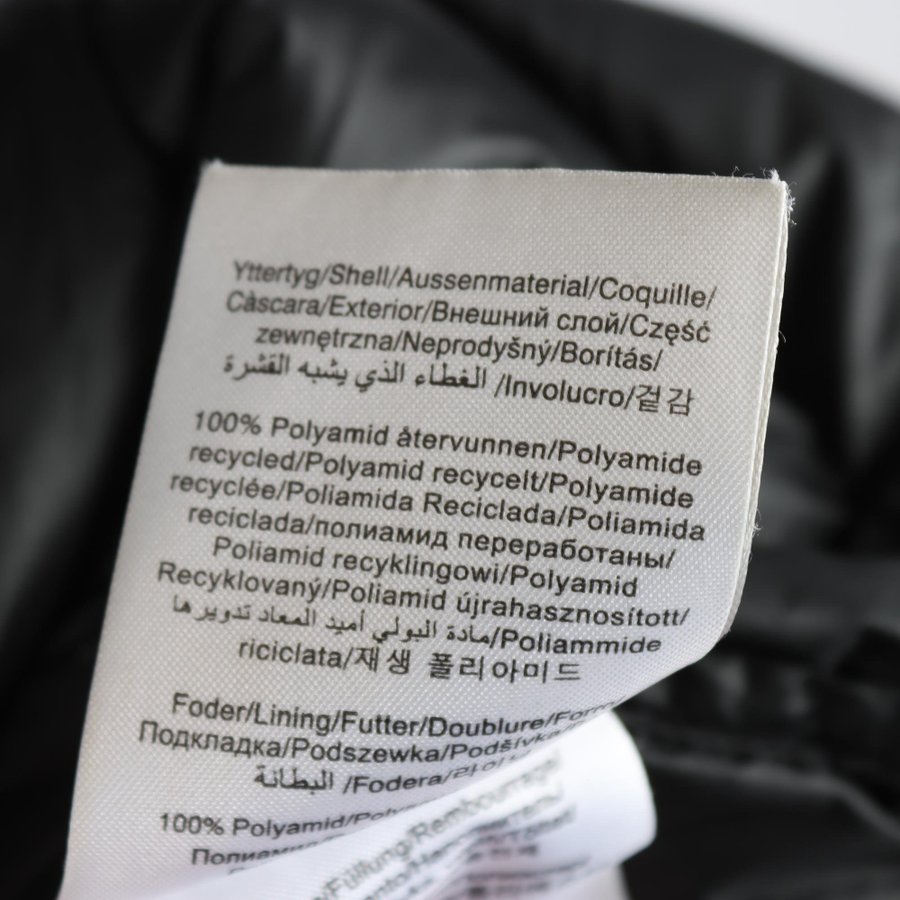 Yttertyg/Shell/Aussenmaterial/Coquille/
Càscara/Exterior/Внешний слой/Część
zewnętrzna/Neprodyšný/Borítás/
الغطاء الذي يشبه القشرة /Involucro/겉감
100% Polyamid återvunnen/Polyamide
recycled/Polyamid recycelt/Polyamide
recyclée/Poliamida Reciclada/Poliamida
reciclada/полиамид переработаны/
Poliamid recyklingowi/Polyamid
Recyklovaný/Poliamid újrahasznosított/
مادة البولي أميد المعاد تدويرها/Poliammide
riciclata/재생 폴리아미드
Foder/Lining/Futter/Doublure/
Подкладка/Podszewka/Podšívka
البطانة /Fodera/
100% Polyamid/
/Füllung/Rembourrage/